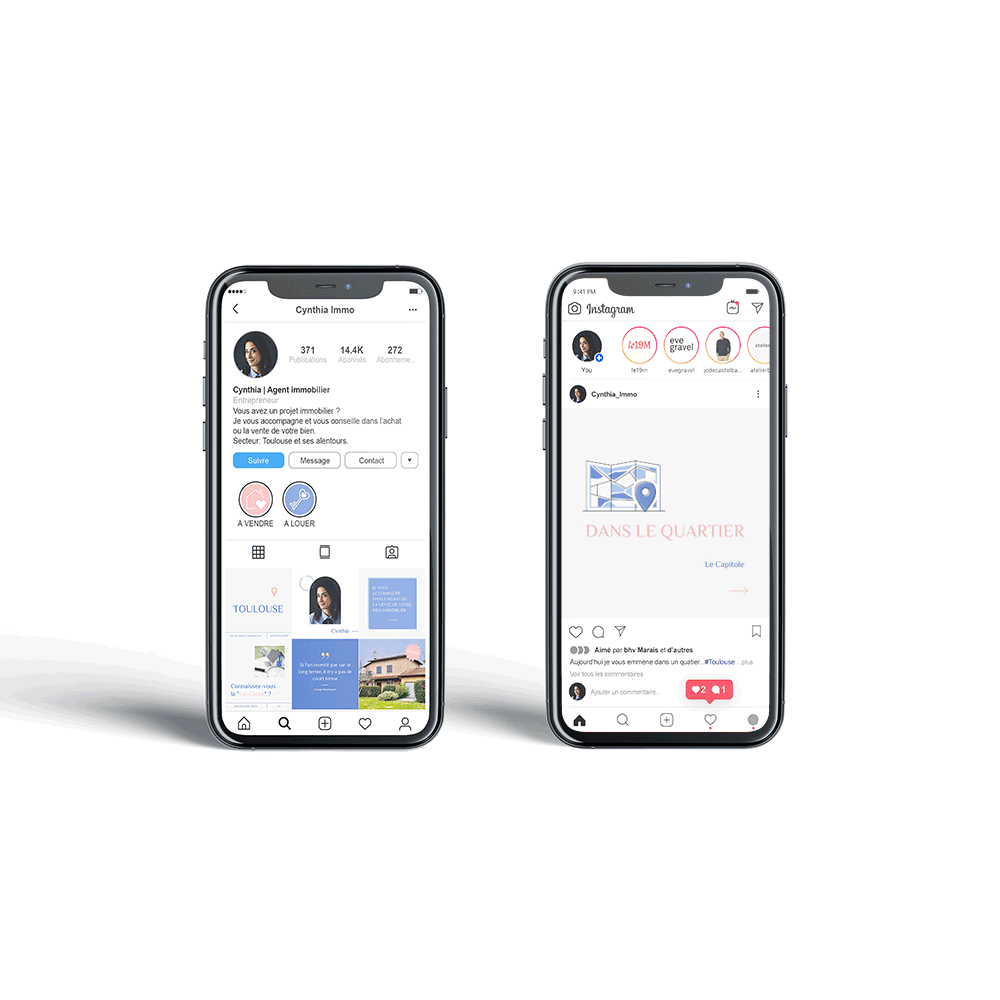 Cynthia Immo
371
14.4K
272
Publications
Abonnés
Abonneme...
Cynthia | Agent immobilier
Entrepreneur
Vous avez un projet immobilier ?
Je vous accompagne et vous conseille dans l'achat
ou la vente de votre bien.
Secteur: Toulouse et ses alentours.
Suivre
Message
Contact
A VENDRE
A LOUER
TOULOUSE
Cynthia
SI VOUS
ACCOMPAGNE
DANS L'ACHAT OU
LA VENTE DE VOTRE
BIEN IMMOBILIER
Connaissez-vous
la "Loi Carrez" ?
Si l'on investit pas sur le
long terme, il n'y a pas de
court terme
9:41 PM
Instagram
le19M
eve
gravel
atelier
You
le19m
evegravel
jodecastelba...
atelierb
Cynthia_Immo
DANS LE QUARTIER
Le Capitole
Aimé par bhv Marais et d'autres
Aujourd'hui je vous emmène dans un quatier...#Toulouse ...plus
Voir tous les commentaires
Ajouter un commentaire...
2
1